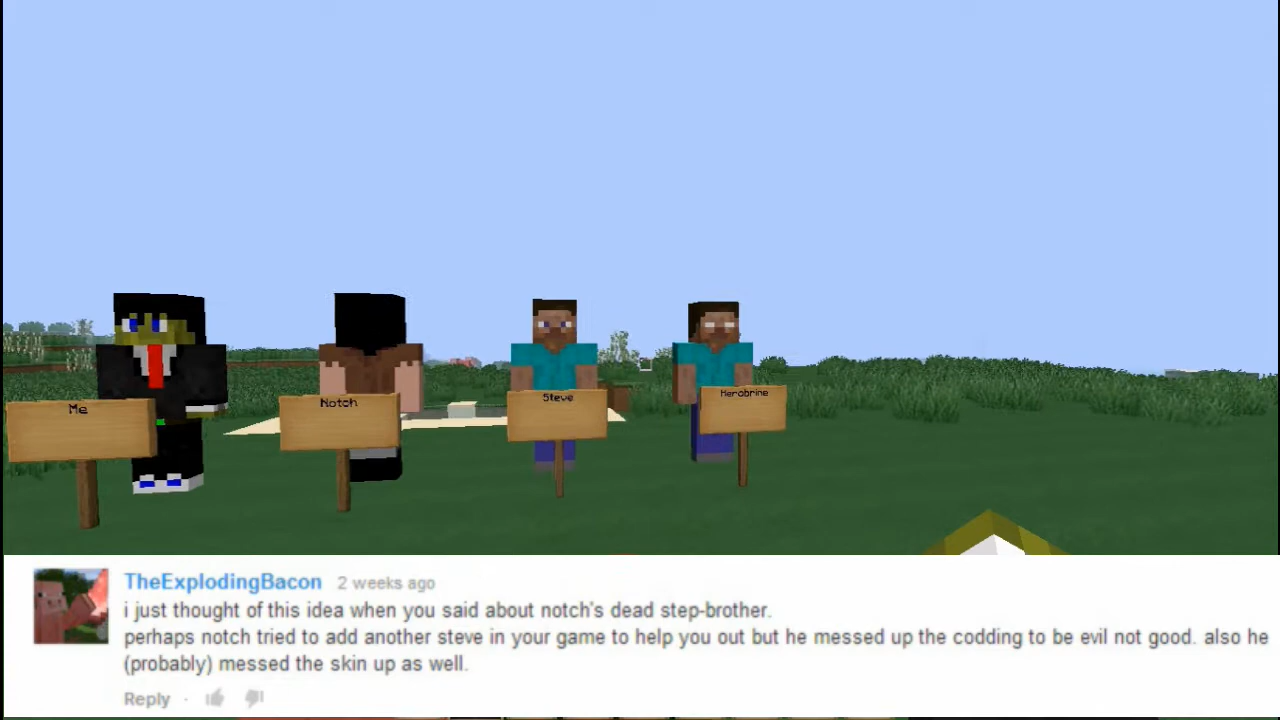 Me
Notch
Steve
Herobrine
TheExplodingBacon 2 weeks ago
i just thought of this idea when you said about notch's dead step-brother.
perhaps notch tried to add another steve in your game to help you out but he messed up the codding to be evil not good. also he
(probably) messed the skin up as well.
Reply ·